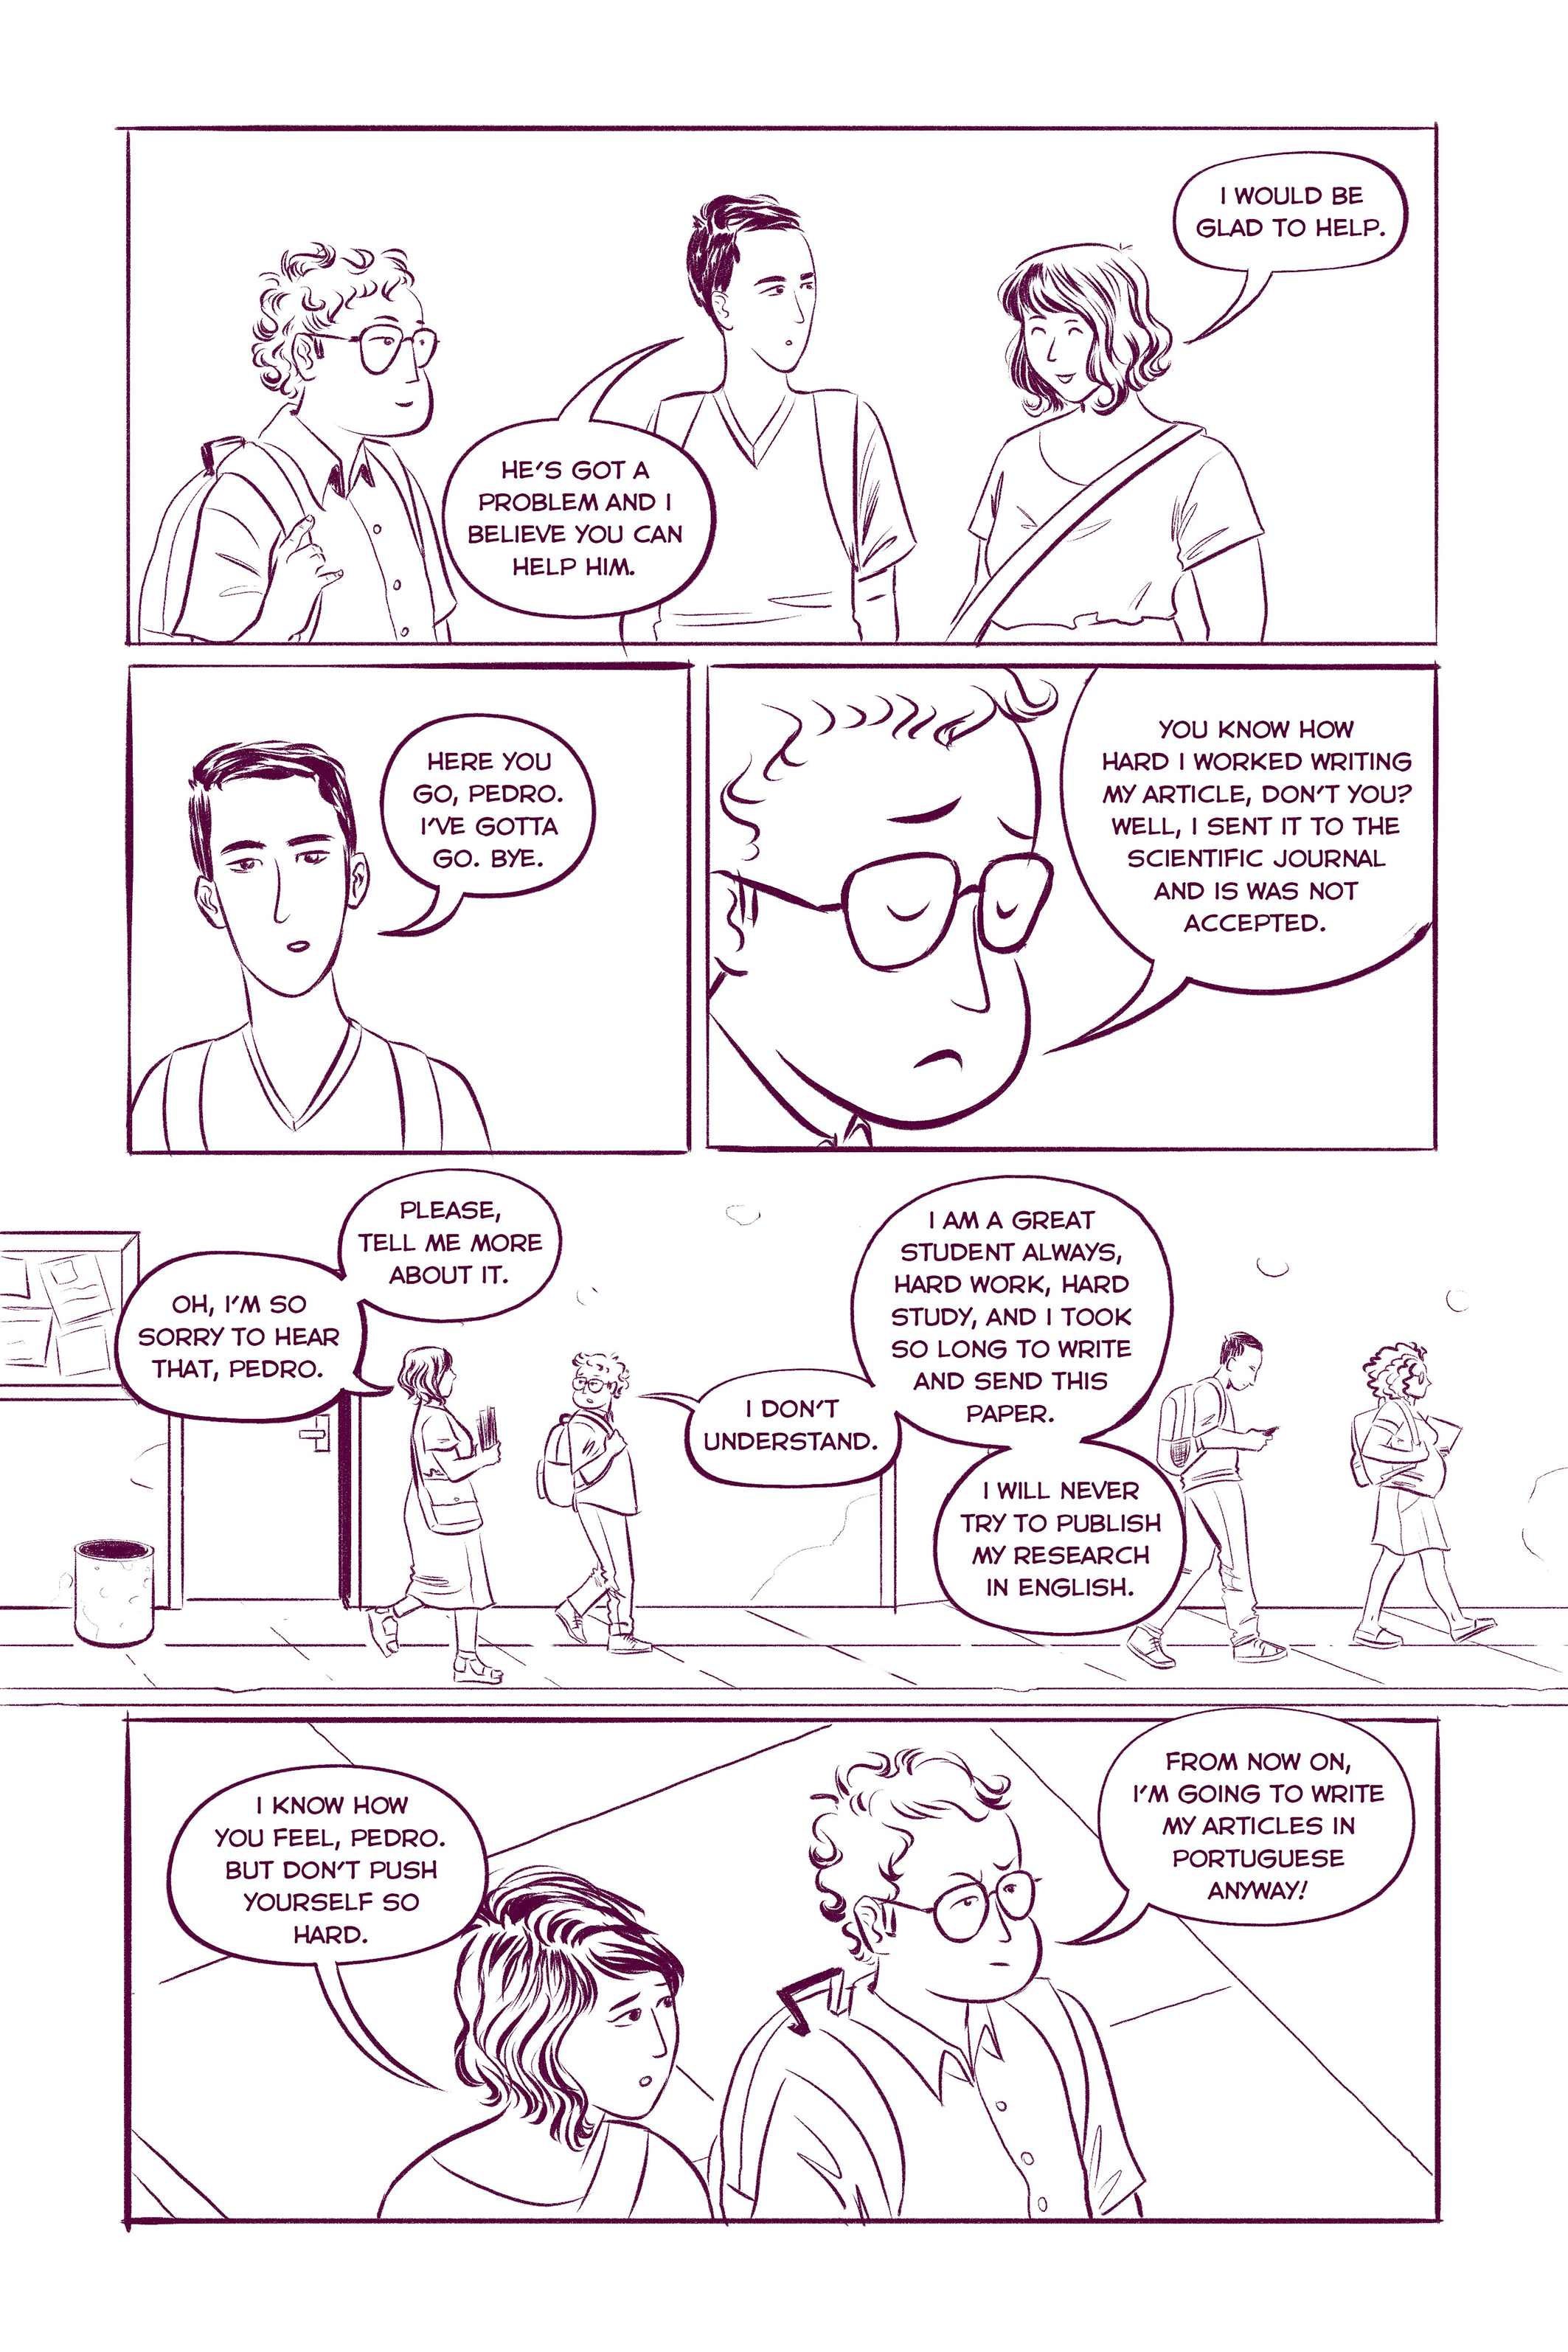 HE'S GOT A
PROBLEM AND I
BELIEVE YOU CAN
HELP HIM.
I WOULD BE
GLAD TO HELP.
HERE YOU
GO, PEDRO.
I'VE GOTTA
GO. BYE.
YOU KNOW HOW
HARD I WORKED WRITING
MY ARTICLE, DON'T YOU?
WELL, I SENT IT TO THE
SCIENTIFIC JOURNAL
AND IS WAS NOT
ACCEPTED.
OH, I'M SO
SORRY TO HEAR
THAT, PEDRO.
PLEASE,
TELL ME MORE
ABOUT IT.
I DON'T
UNDERSTAND.
I AM A GREAT
STUDENT ALWAYS,
HARD WORK, HARD
STUDY, AND I TOOK
SO LONG TO WRITE
AND SEND THIS
PAPER.
I WILL NEVER
TRY TO PUBLISH
MY RESEARCH
IN ENGLISH.
I KNOW HOW
YOU FEEL, PEDRO.
BUT DON'T PUSH
YOURSELF SO
HARD.
FROM NOW ON,
I'M GOING TO WRITE
MY ARTICLES IN
PORTUGUESE
ANYWAY!